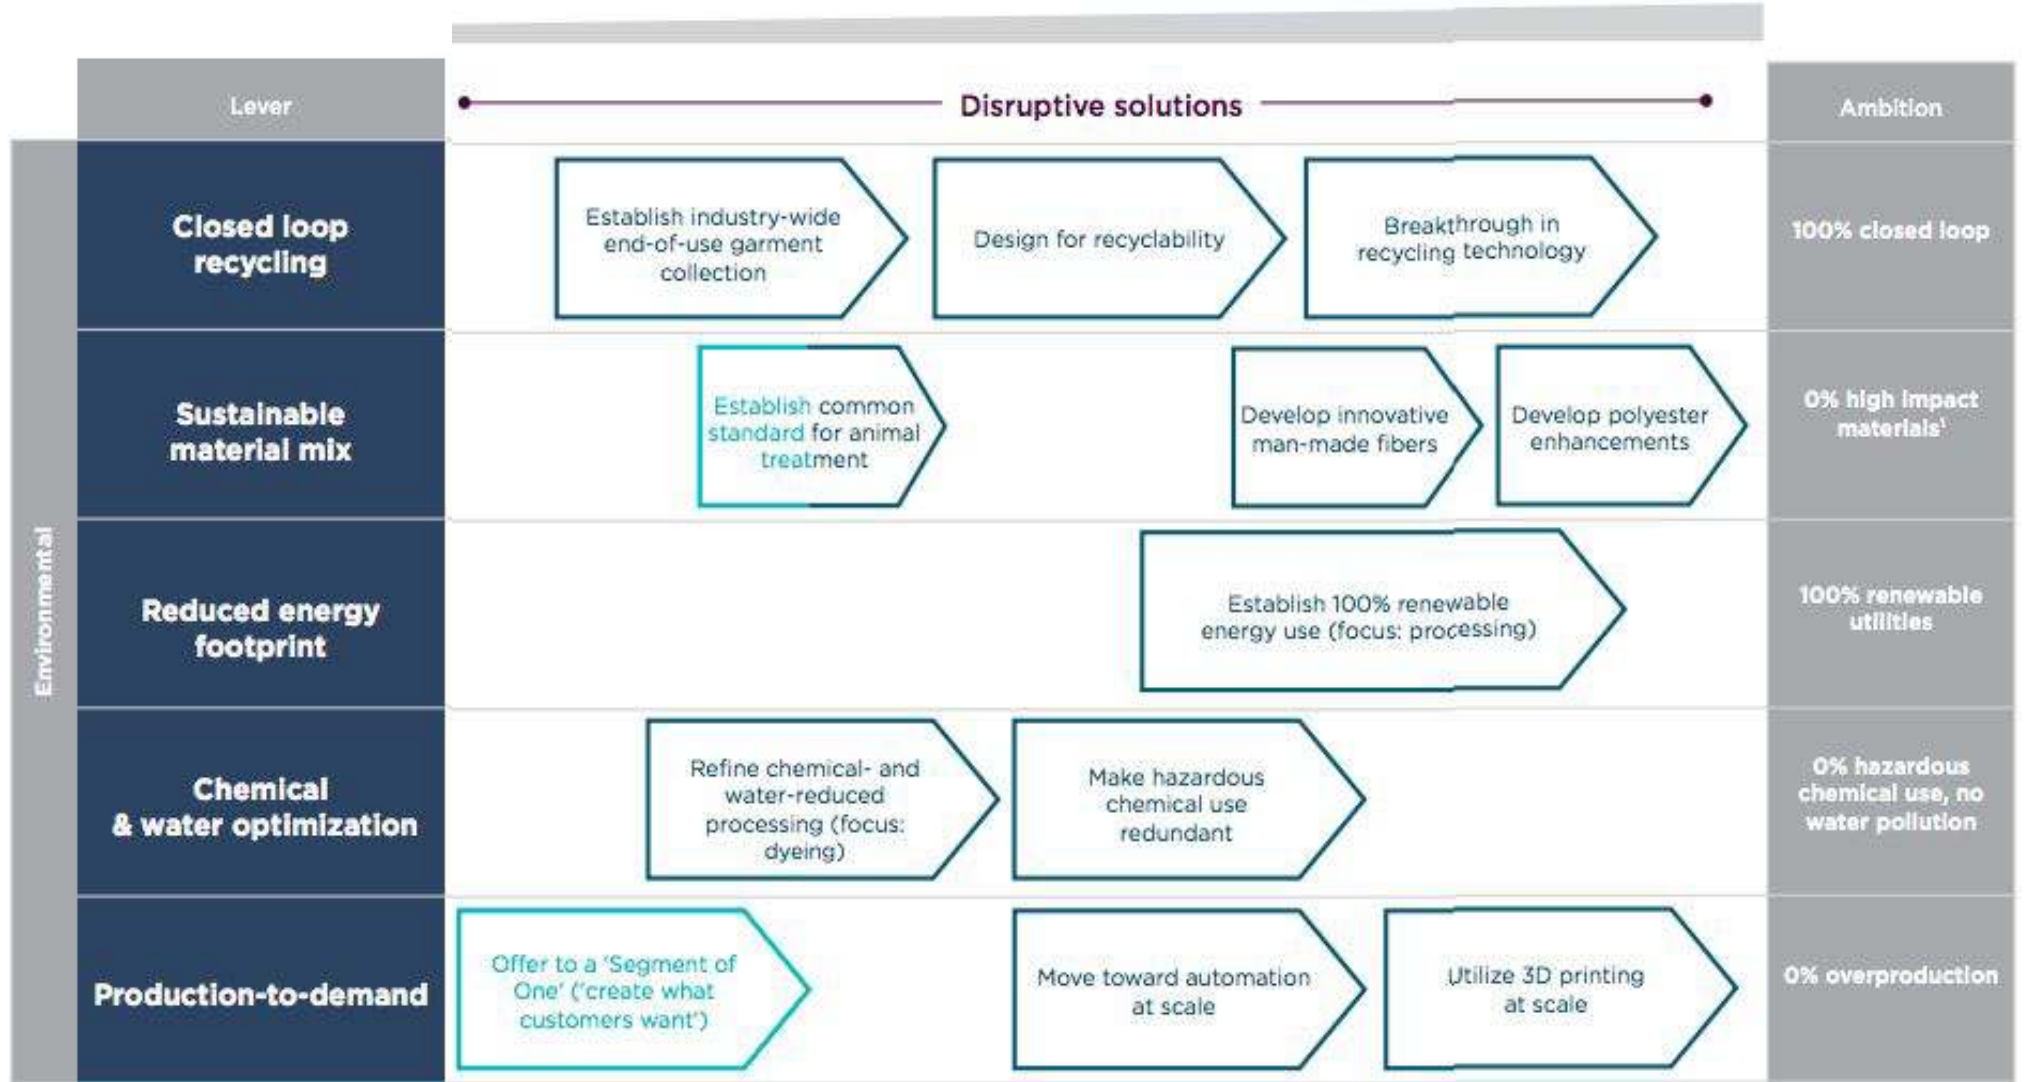 Lever
Disruptive solutions
Ambition
Environmental
Closed loop
recycling
Establish industry-wide
end-of-use garment
collection
Design for recyclability
Breakthrough in
recycling technology
100% closed loop
Sustainable
material mix
Establish common
standard for animal
treatment
Develop innovative
man-made fibers
Develop polyester
enhancements
0% high impact
materials¹
Reduced energy
footprint
Establish 100% renewable
energy use (focus: processing)
100% renewable
utilities
Chemical
& water optimization
Refine chemical- and
water-reduced
processing (focus:
dyeing)
Make hazardous
chemical use
redundant
0% hazardous
chemical use, no
water pollution
Production-to-demand
Offer to a 'Segment of
One' ('create what
customers want')
Move toward automation
at scale
Utilize 3D printing
at scale
0% overproduction